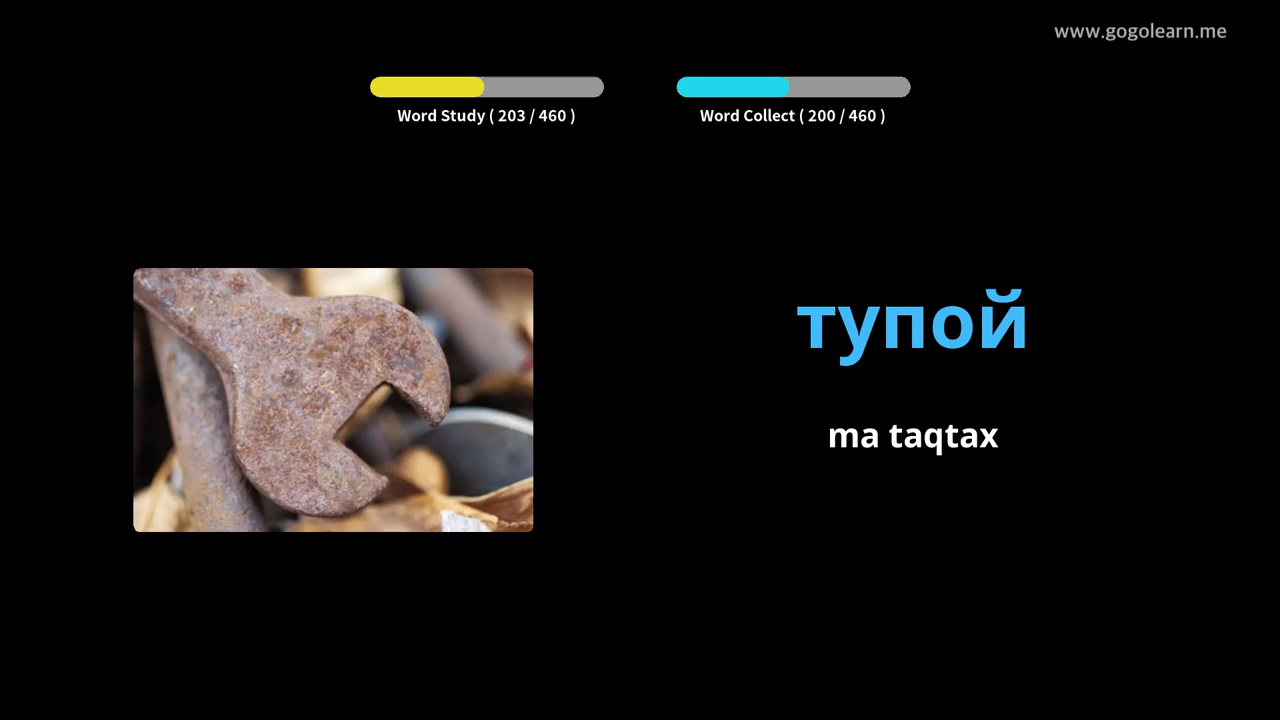 www.gogolearn.me
Word Study ( 203 / 460 )
Word Collect ( 200 / 460 )
тупой
ma taqtax